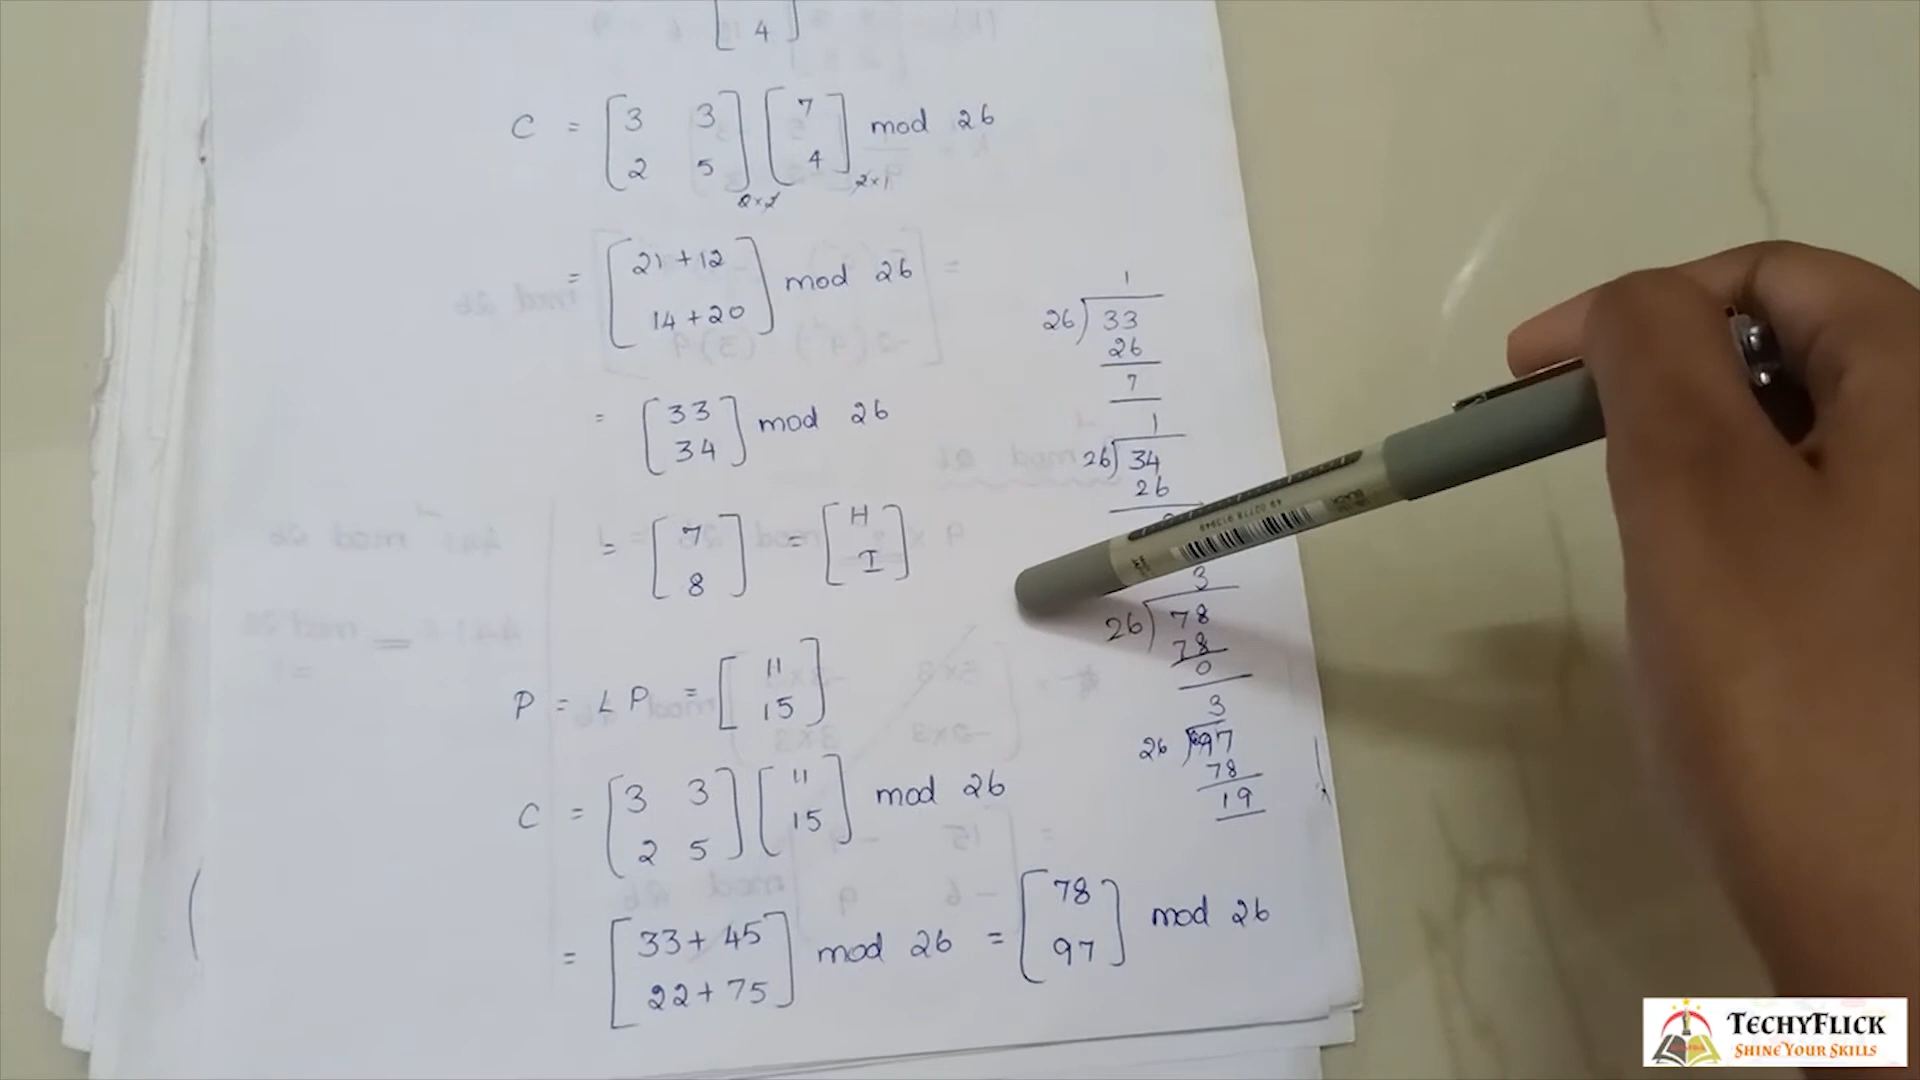 4
C = [3 3 2 5] 2×2 [7 4] 2×1 mod 26
= [21+12 14+20] mod 26
= [33 34] mod 26
= [7 8] = [H I]
P = LP = [11 15]
C = [3 3 2 5] [11 15] mod 26
= [33+45 22+75] mod 26 = [78 97] mod 26
1
26) 33
26
7
1
26) 34
26
3
26) 78
78
0
3
26) 97
78
19
TECHYFLICK
SHINE YOUR SKILLS